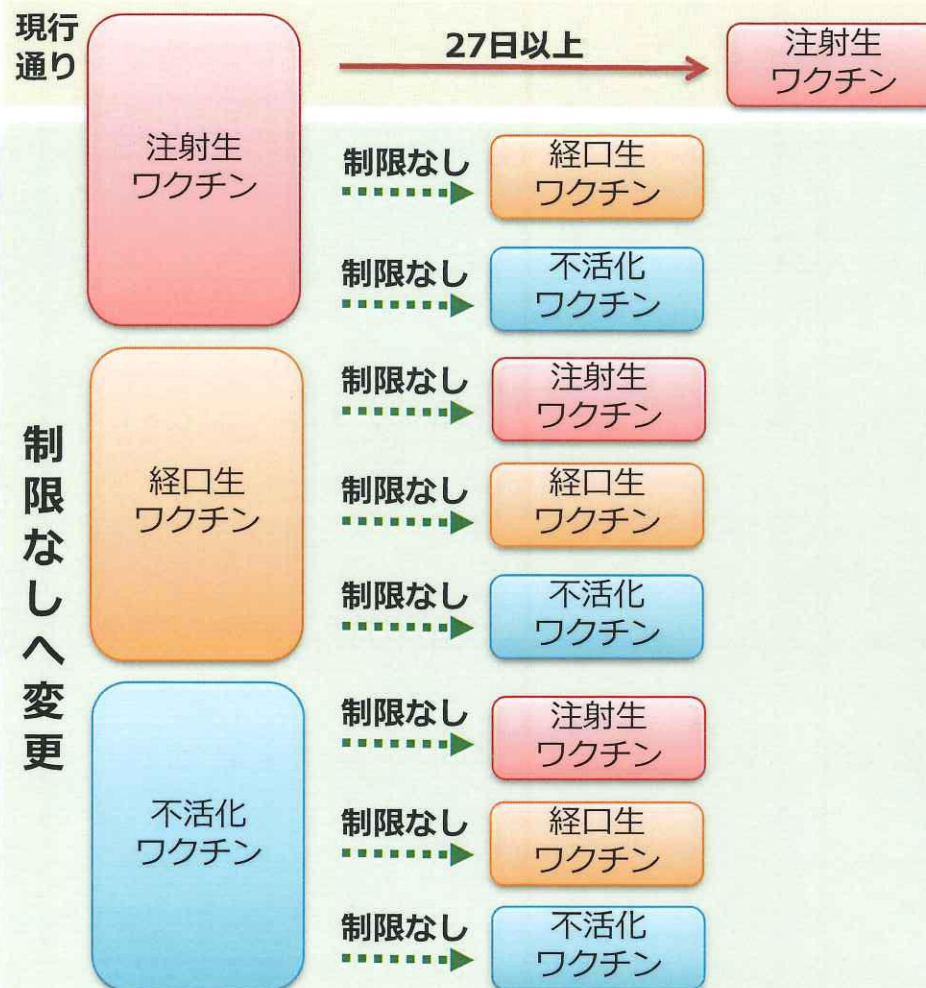 現行
通り
注射生
ワクチン
27日以上
注射生
ワクチン
制限なし
経口生
ワクチン
制限なし
不活化
ワクチン
制限なしへ変更
経口生
ワクチン
制限なし
注射生
ワクチン
制限なし
経口生
ワクチン
制限なし
不活化
ワクチン
不活化
ワクチン
制限なし
注射生
ワクチン
制限なし
経口生
ワクチン
制限なし
不活化
ワクチン